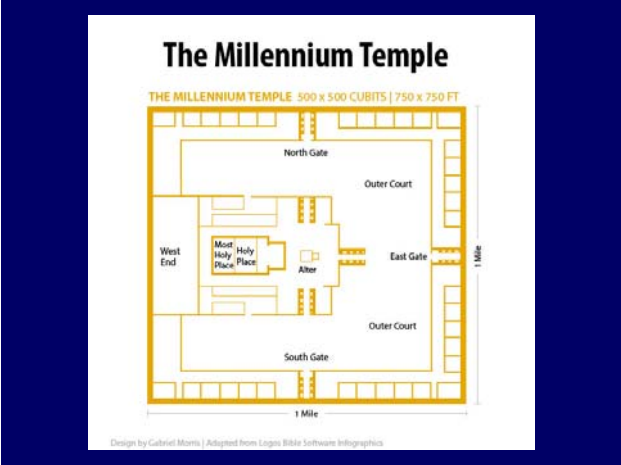 The Millennium Temple
THE MILLENNIUM TEMPLE 500 x 500 CUBITS | 750 x 750 FT
North Gate
Outer Court
West
End
Most
Holy
Place
Holy
Place
Alter
East Gate
1 Mile
Outer Court
South Gate
1 Mile
Design by Gabriel Morris | Adapted from Logos Bible Software Infographics